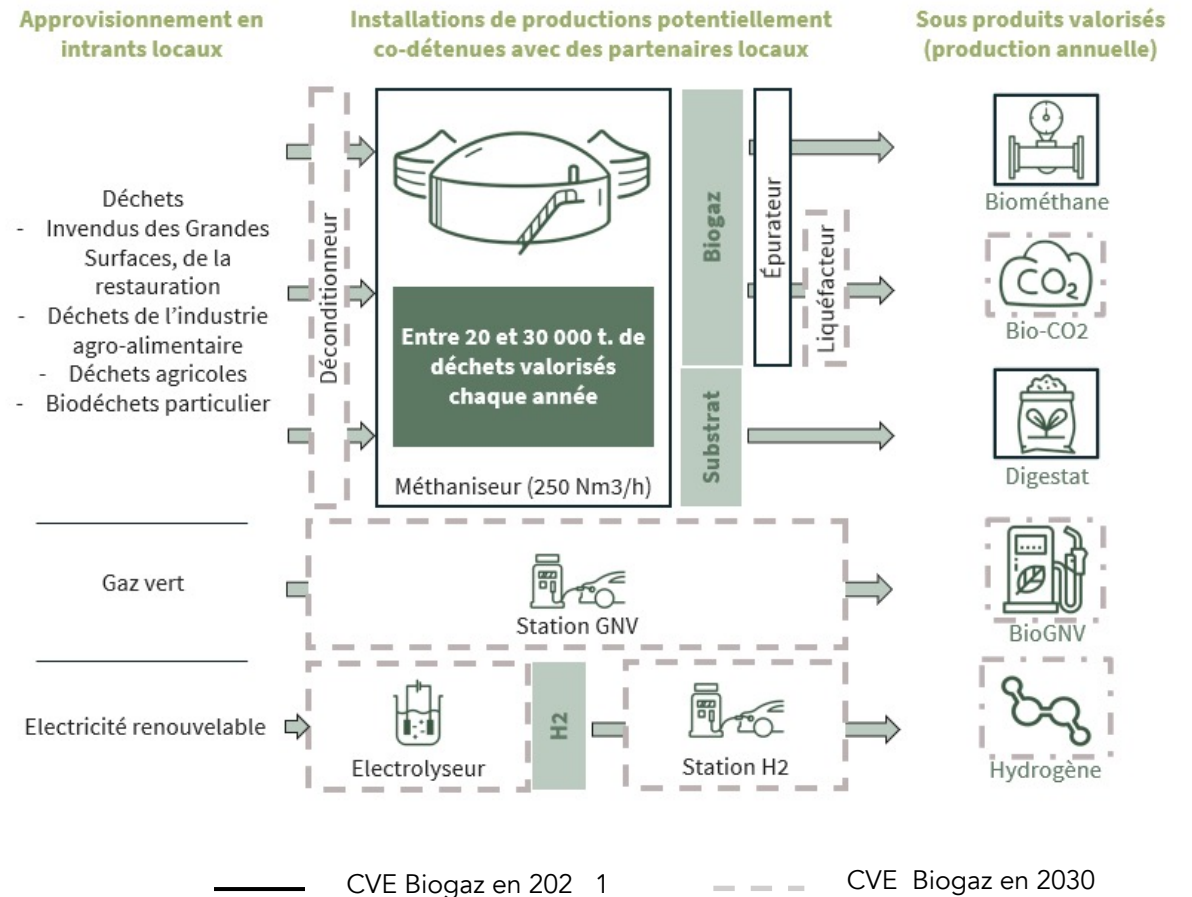 Approvisionnement en
intrants locaux
Installations de productions potentiellement
co-détenues avec des partenaires locaux
Sous produits valorisés
(production annuelle)
Déchets
- Invendus des Grandes
Surfaces, de la
restauration
- Déchets de l'industrie
agro-alimentaire
- Déchets agricoles
- Biodéchets particulier
Déconditionneur
Entre 20 et 30 000 t. de
déchets valorisés
chaque année
Méthaniseur (250 Nm3/h)
Biogaz
Substrat
Épurateur
Liquéfacteur
Biométhane
CO2
Bio-CO2
Digestat
Gaz vert
Station GNV
BioGNV
Electricité renouvelable
Electrolyseur
H2
Station H2
Hydrogène
CVE Biogaz en 202 1
CVE Biogaz en 2030